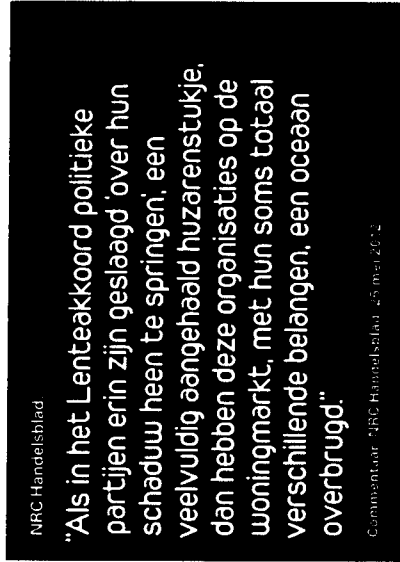 NRC Handelsblad
"Als in het Lenteakkoord politieke
partijen erin zijn geslaagd 'over hun
schaduw heen te springen', een
veelvuldig aangehaald huzarenstukje,
dan hebben deze organisaties op de
woningmarkt, met hun soms totaal
verschillende belangen, een oceaan
overbrugd."
Commentaar NRC Handelsblad 25 mei 2012